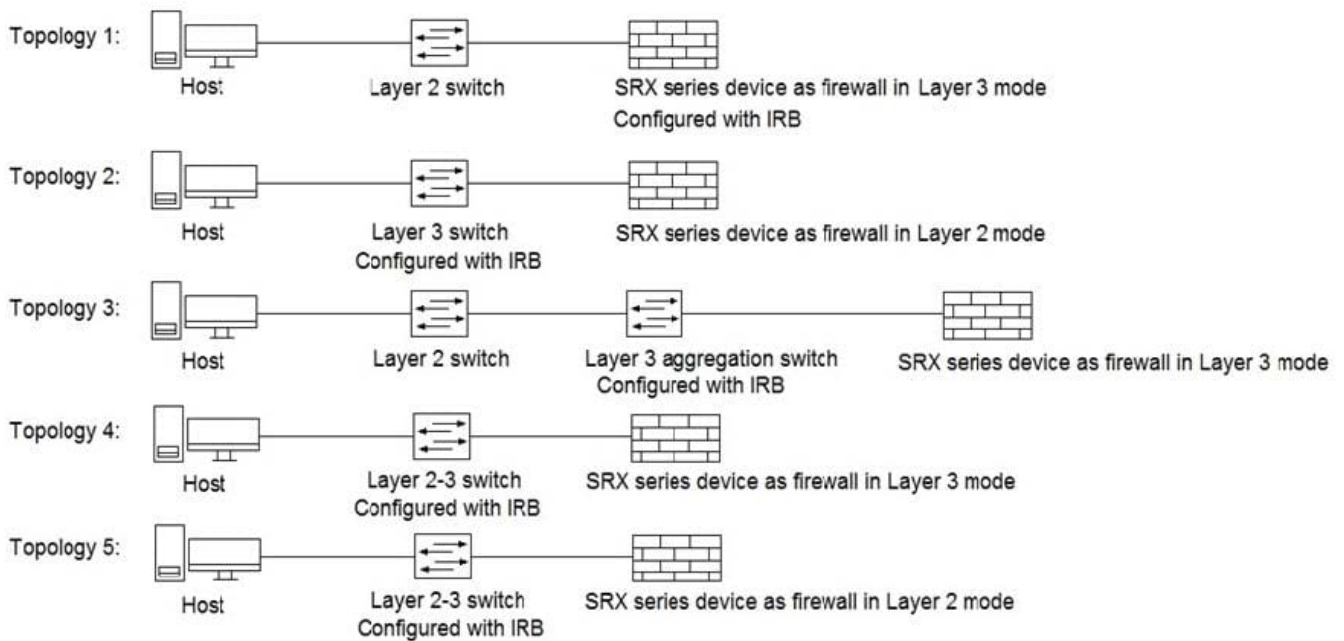 Topology 1:
Host
Layer 2 switch
SRX series device as firewall in Layer 3 mode
Configured with IRB
Topology 2:
Host
Layer 3 switch
Configured with IRB
SRX series device as firewall in Layer 2 mode
Topology 3:
Host
Layer 2 switch
Layer 3 aggregation switch
Configured with IRB
SRX series device as firewall in Layer 3 mode
Topology 4:
Host
Layer 2-3 switch
Configured with IRB
SRX series device as firewall in Layer 3 mode
Topology 5:
Host
Layer 2-3 switch
Configured with IRB
SRX series device as firewall in Layer 2 mode